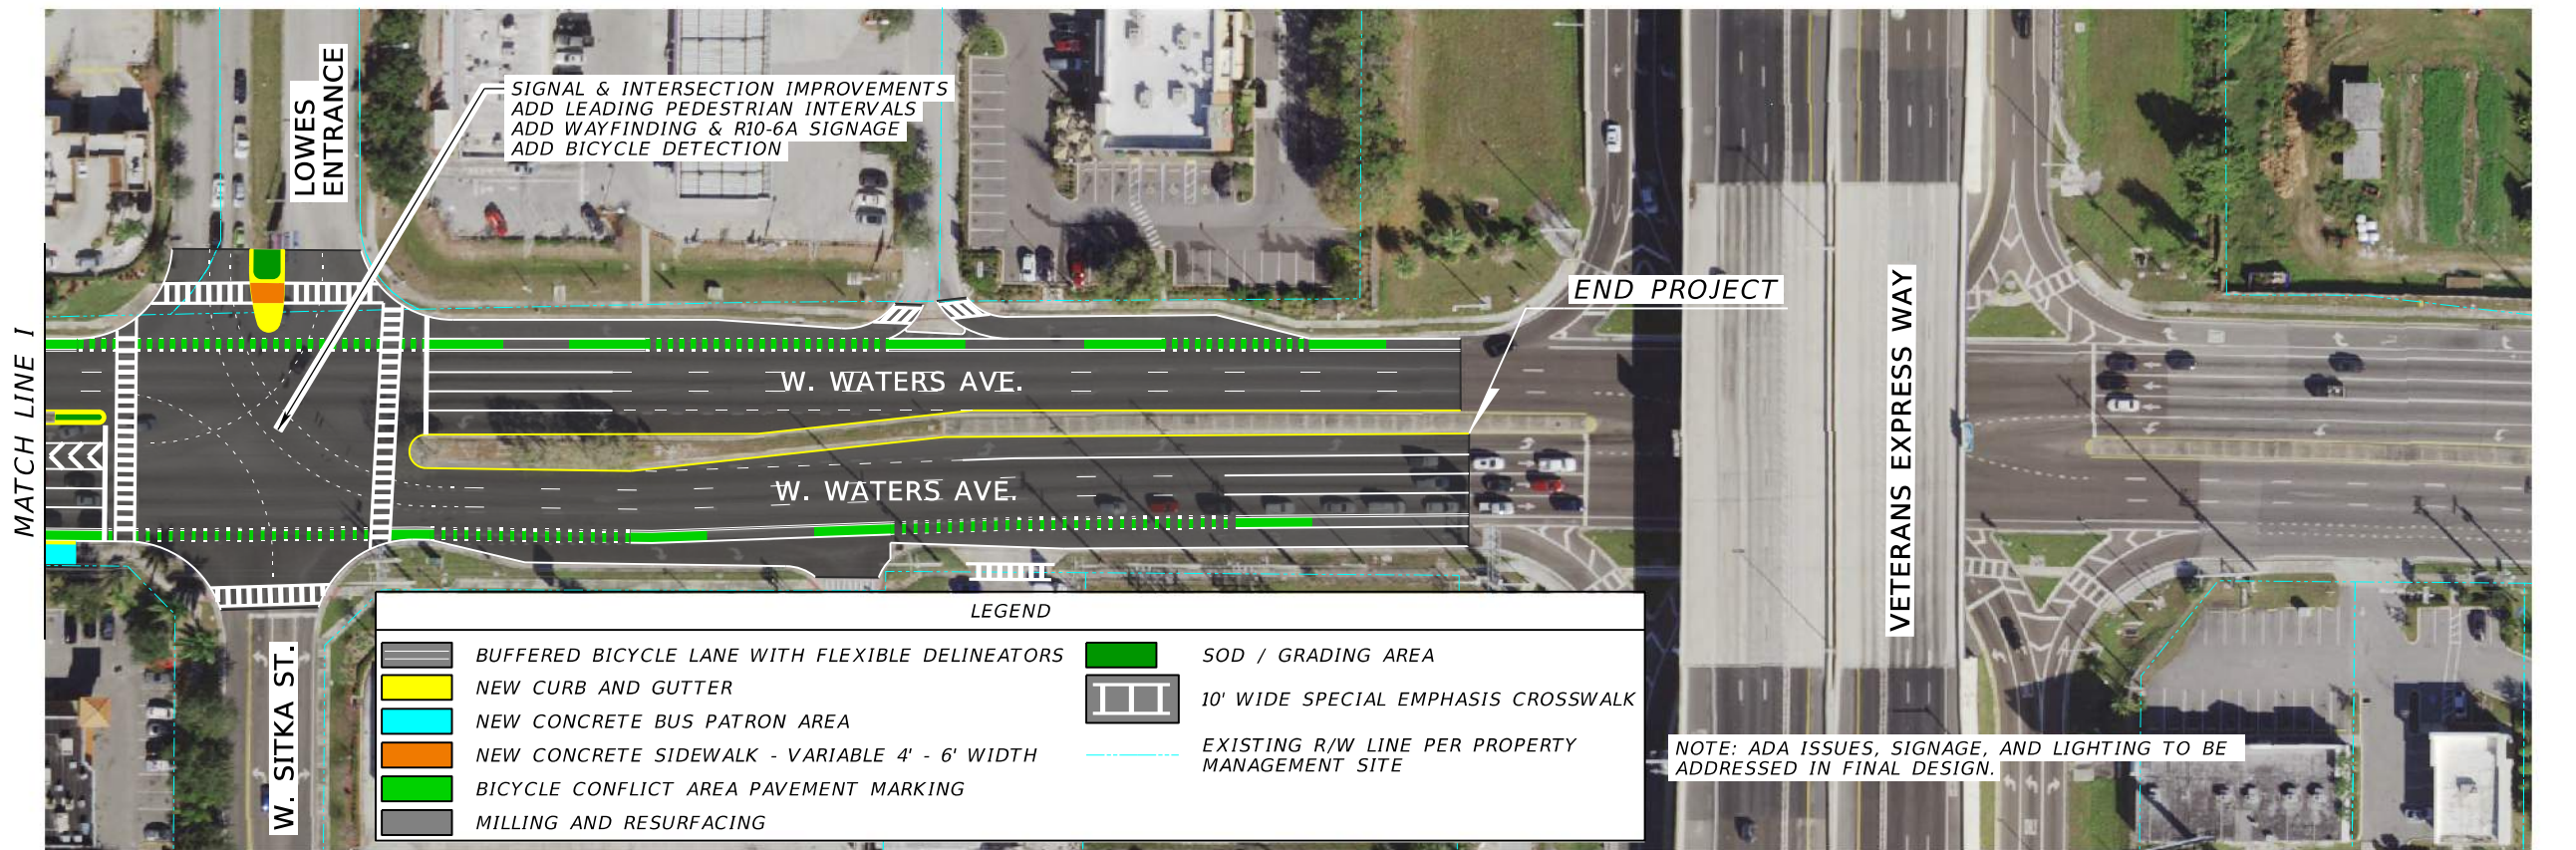 LOWES
ENTRANCE
SIGNAL & INTERSECTION IMPROVEMENTS
ADD LEADING PEDESTRIAN INTERVALS
ADD WAYFINDING & R10-6A SIGNAGE
ADD BICYCLE DETECTION
MATCH LINE I
W. WATERS AVE.
W. WATERS AVE.
END PROJECT
VETERANS EXPRESS WAY
W. SITKA ST.
LEGEND
BUFFERED BICYCLE LANE WITH FLEXIBLE DELINEATORS
NEW CURB AND GUTTER
NEW CONCRETE BUS PATRON AREA
NEW CONCRETE SIDEWALK - VARIABLE 4' - 6' WIDTH
BICYCLE CONFLICT AREA PAVEMENT MARKING
MILLING AND RESURFACING
SOD / GRADING AREA
10' WIDE SPECIAL EMPHASIS CROSSWALK
EXISTING R/W LINE PER PROPERTY
MANAGEMENT SITE
NOTE: ADA ISSUES, SIGNAGE, AND LIGHTING TO BE
ADDRESSED IN FINAL DESIGN.